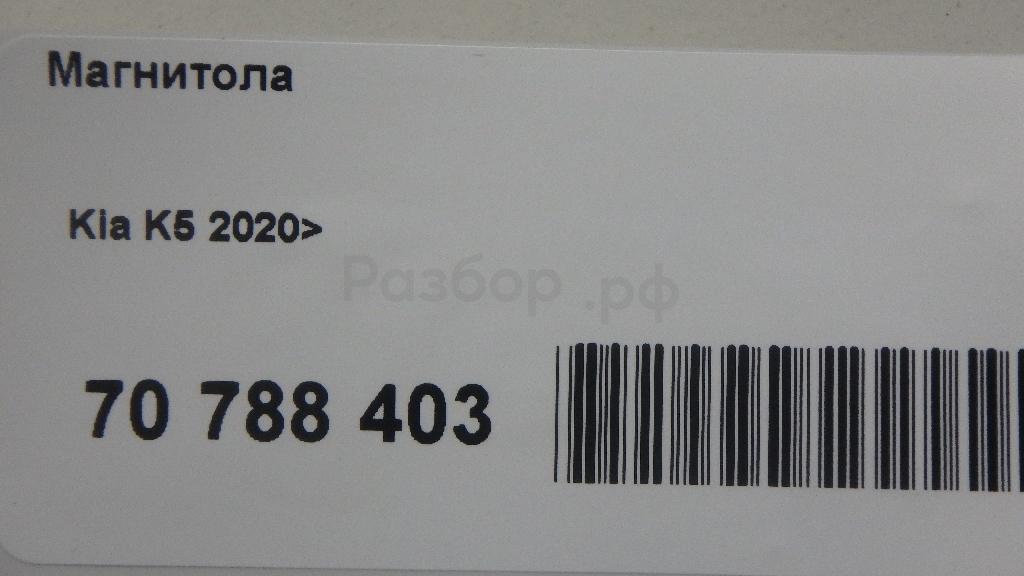 Магнитола
Kia K5 2020>
Разбор.рф
70 788 403